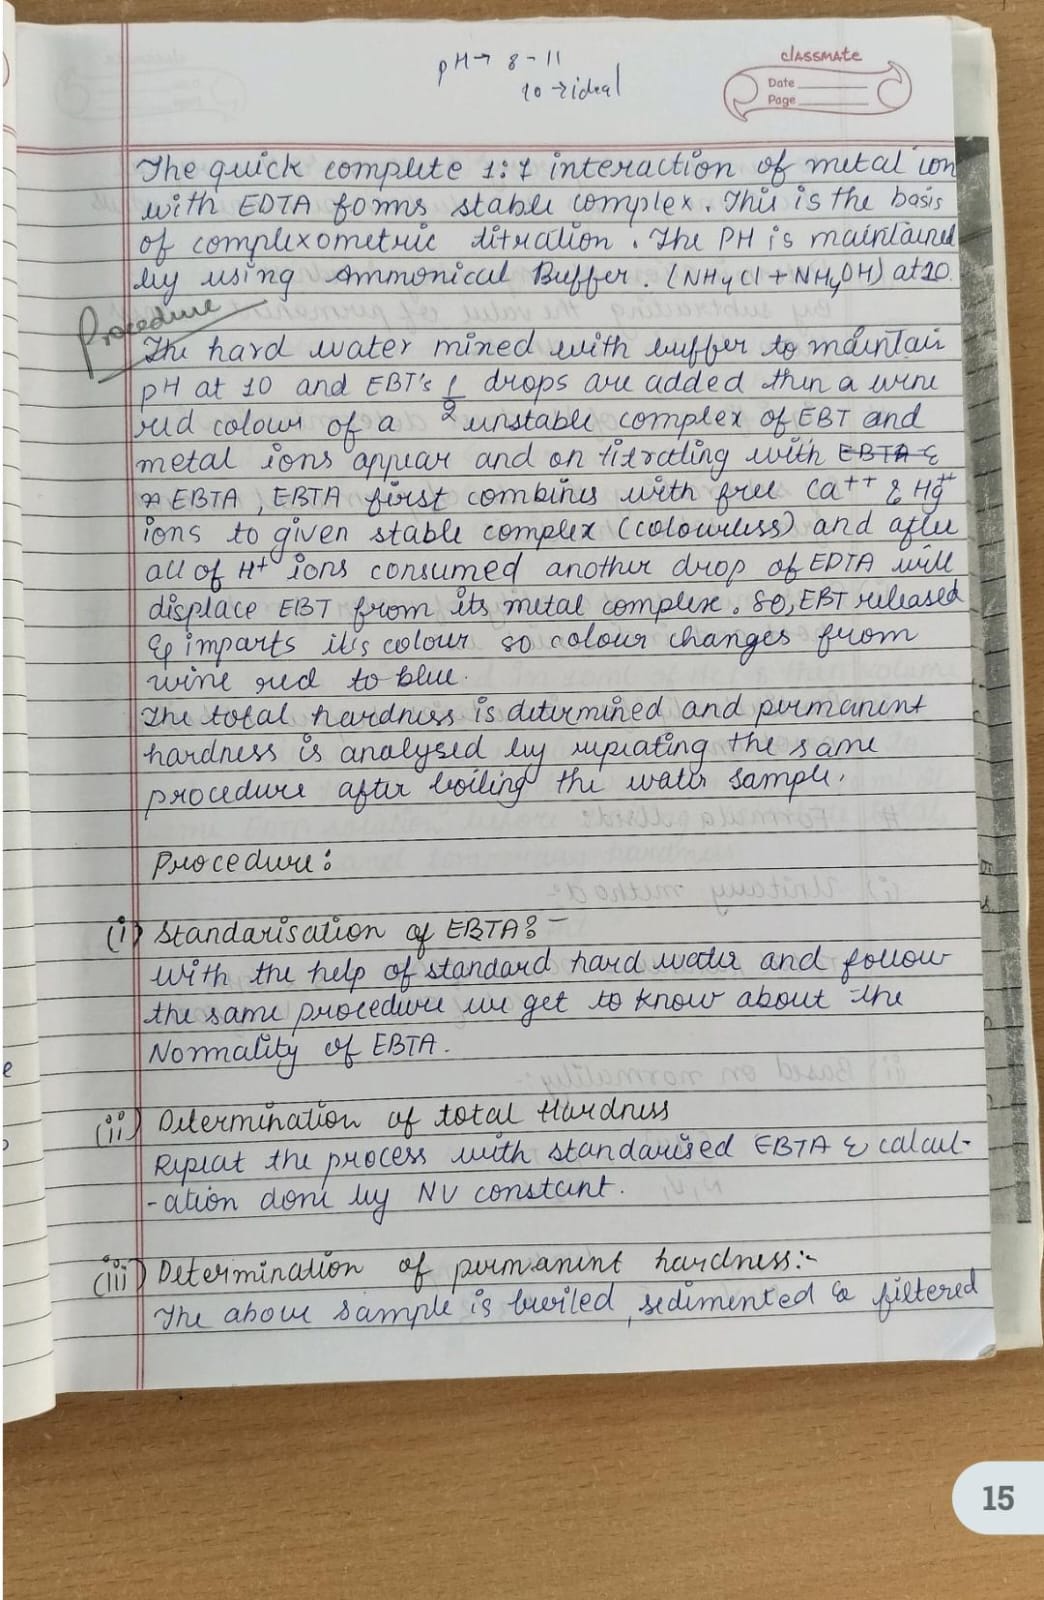 pH → 8 - 11
10 → ideal
classmate
Date
Page
The quick complete 1:1 interaction of metal ion
with EDTA forms stable complex. This is the basis
of complexometric titration. The PH is maintained
by using Ammonical Buffer. (NH4Cl + NH4OH) at 10.
Procedure
The hard water mixed with buffer to maintain
pH at 10 and EBT's 1/2 drops are added then a wine
red colour of a unstable complex of EBT and
metal ions appear and on titrating with EBTA &
EBTA, EBTA first combines with free Ca++ & Hg++
ions to given stable complex (colourless) and after
all of H+ ions consumed another drop of EDTA will
displace EBT from its metal complex. So, EBT released
& imparts it's colour so colour changes from
wine red to blue.
The total hardness is determined and permanent
hardness is analysed by repeating the same
procedure after boiling the water sample.
Procedure:
(i) Standarisation of EBTA:-
with the help of standard hard water and follow
the same procedure we get to know about the
Normality of EBTA.
(ii) Determination of total Hardness
Repeat the process with standarised EBTA & calcul-
-ation done by NV constant.
(iii) Determination of permanent hardness:-
The above sample is boiled, sedimented & filtered
15